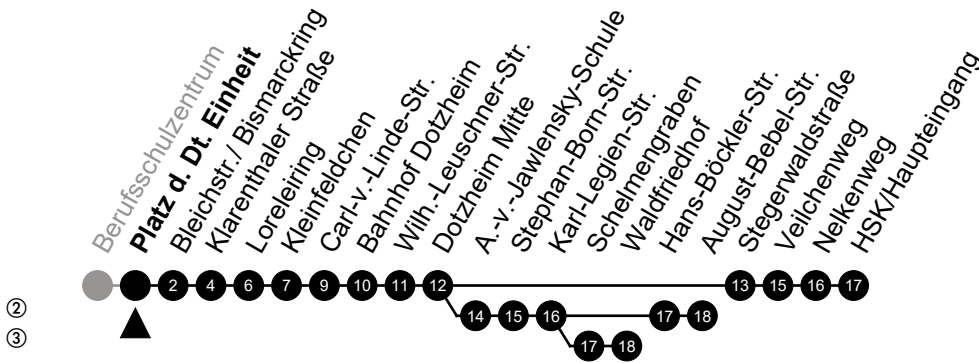 Berufsschulzentrum
Platz d. Dt. Einheit
Bleichstr./ Bismarckring
Klarenthaler Straße
Loreleiring
Kleinfeldchen
Carl-v.-Linde-Str.
Bahnhof Dotzheim
Wilh.-Leuschner-Str.
Dotzheim Mitte
A.-v.-Jawlensky-Schule
Stephan-Born-Str.
Karl-Legien-Str.
Schelmengraben
Waldfriedhof
Hans-Böckler-Str.
August-Bebel-Str.
Stegerwaldstraße
Veilchenweg
Nelkenweg
HSK/Haupteingang
2 4 6 7 9 10 11 12 13 15 16 17
② 14 15 16 17 18
③ 17 18